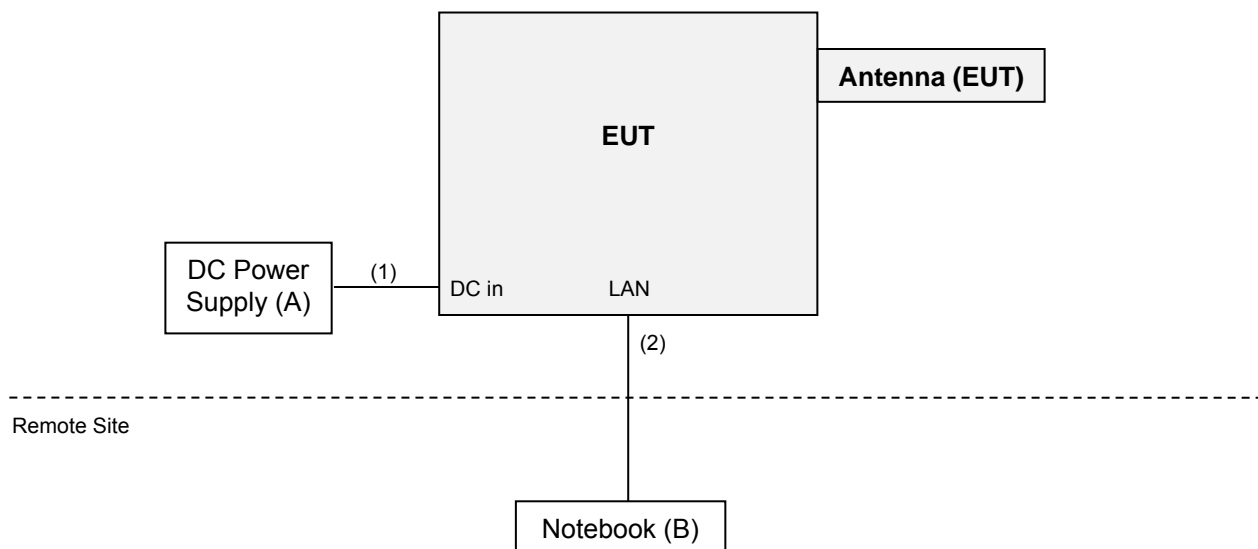 Antenna (EUT)
EUT
DC Power
Supply (A)
(1)
DC in
LAN
(2)
Remote Site
Notebook (B)